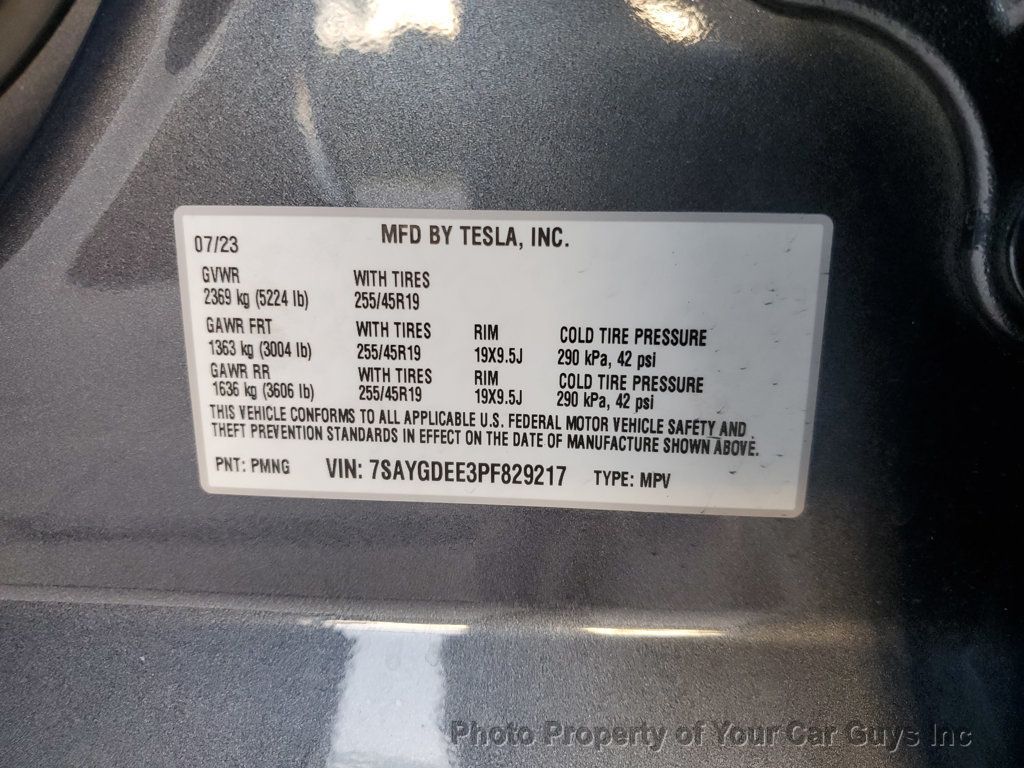 07/23 MFD BY TESLA, INC.
GVWR WITH TIRES
2369 kg (5224 lb) 255/45R19
GAWR FRT WITH TIRES RIM COLD TIRE PRESSURE
1363 kg (3004 lb) 255/45R19 19X9.5J 290 kPa, 42 psi
GAWR RR WITH TIRES RIM COLD TIRE PRESSURE
1636 kg (3606 lb) 255/45R19 19X9.5J 290 kPa, 42 psi
THIS VEHICLE CONFORMS TO ALL APPLICABLE U.S. FEDERAL MOTOR VEHICLE SAFETY AND
THEFT PREVENTION STANDARDS IN EFFECT ON THE DATE OF MANUFACTURE SHOWN ABOVE.
PNT: PMNG VIN: 7SAYGDEE3PF829217 TYPE: MPV
Photo Property of Your Car Guys Inc